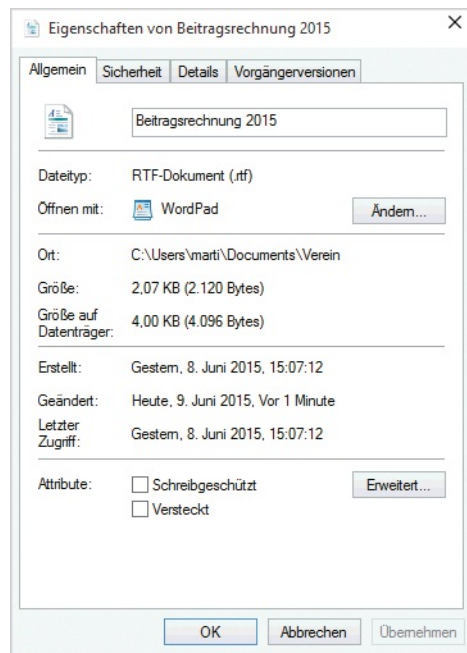 Eigenschaften von Beitragsrechnung 2015
Allgemein Sicherheit Details Vorgängerversionen
Beitragsrechnung 2015
Dateityp: RTF-Dokument (.rtf)
Öffnen mit: WordPad Ändern...
Ort: C:\Users\marti\Documents\Verein
Größe: 2,07 KB (2.120 Bytes)
Größe auf
Datenträger: 4,00 KB (4.096 Bytes)
Erstellt: Gestern, 8. Juni 2015, 15:07:12
Geändert: Heute, 9. Juni 2015, Vor 1 Minute
Letzter
Zugriff: Gestern, 8. Juni 2015, 15:07:12
Attribute: Schreibgeschützt Erweitert...
Versteckt
OK Abbrechen Übernehmen